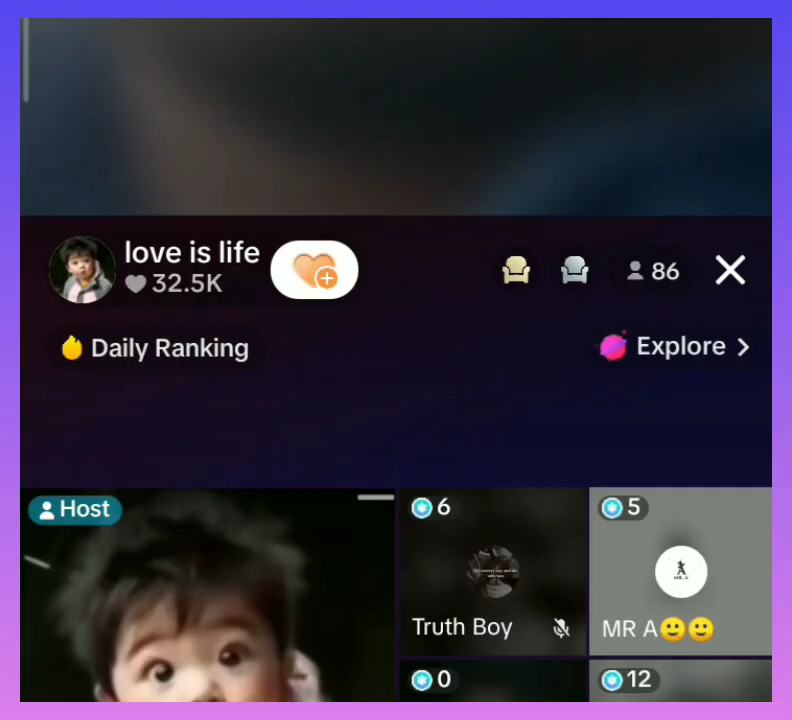 love is life
32.5K
86
Daily Ranking
Explore >
Host
6
5
Truth Boy
MR A🙂🙂
0
12